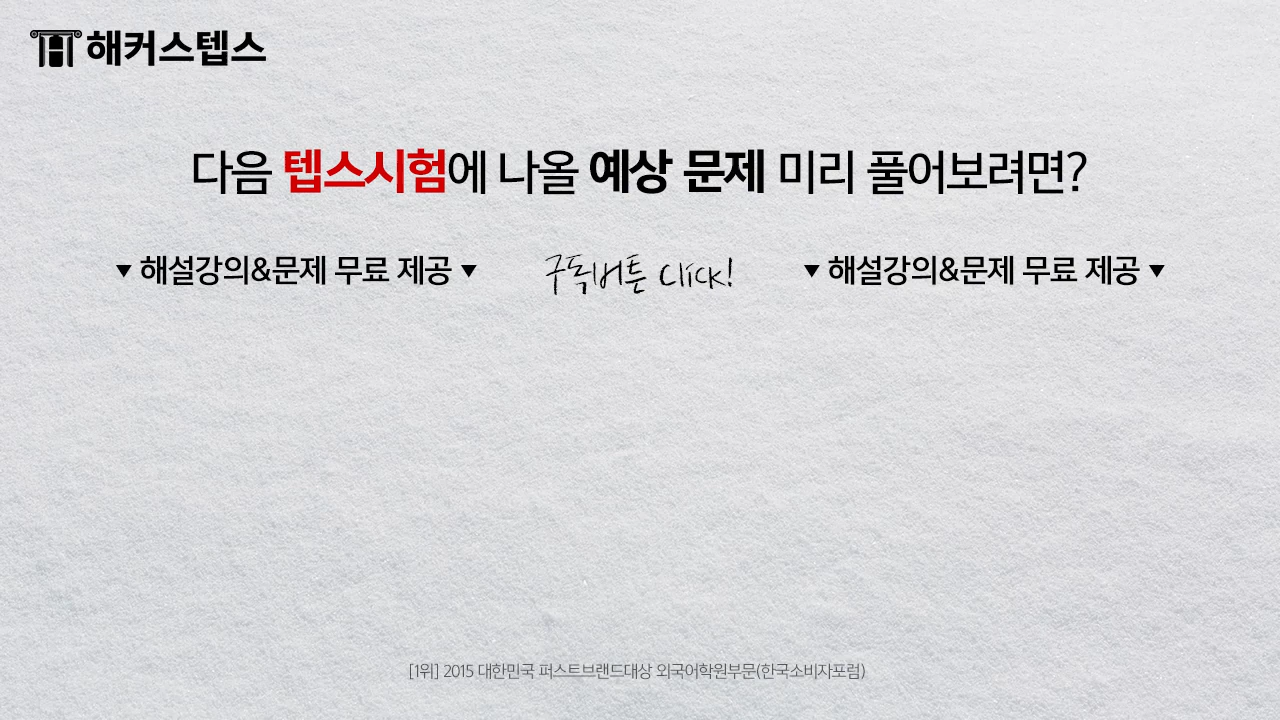 해커스텝스
다음 텝스시험에 나올 예상 문제 미리 풀어보려면?
▼ 해설강의&문제 무료 제공 ▼ 구독버튼 click! ▼ 해설강의&문제 무료 제공 ▼
[1위] 2015 대한민국 퍼스트브랜드대상 외국어학원부문(한국소비자포럼)